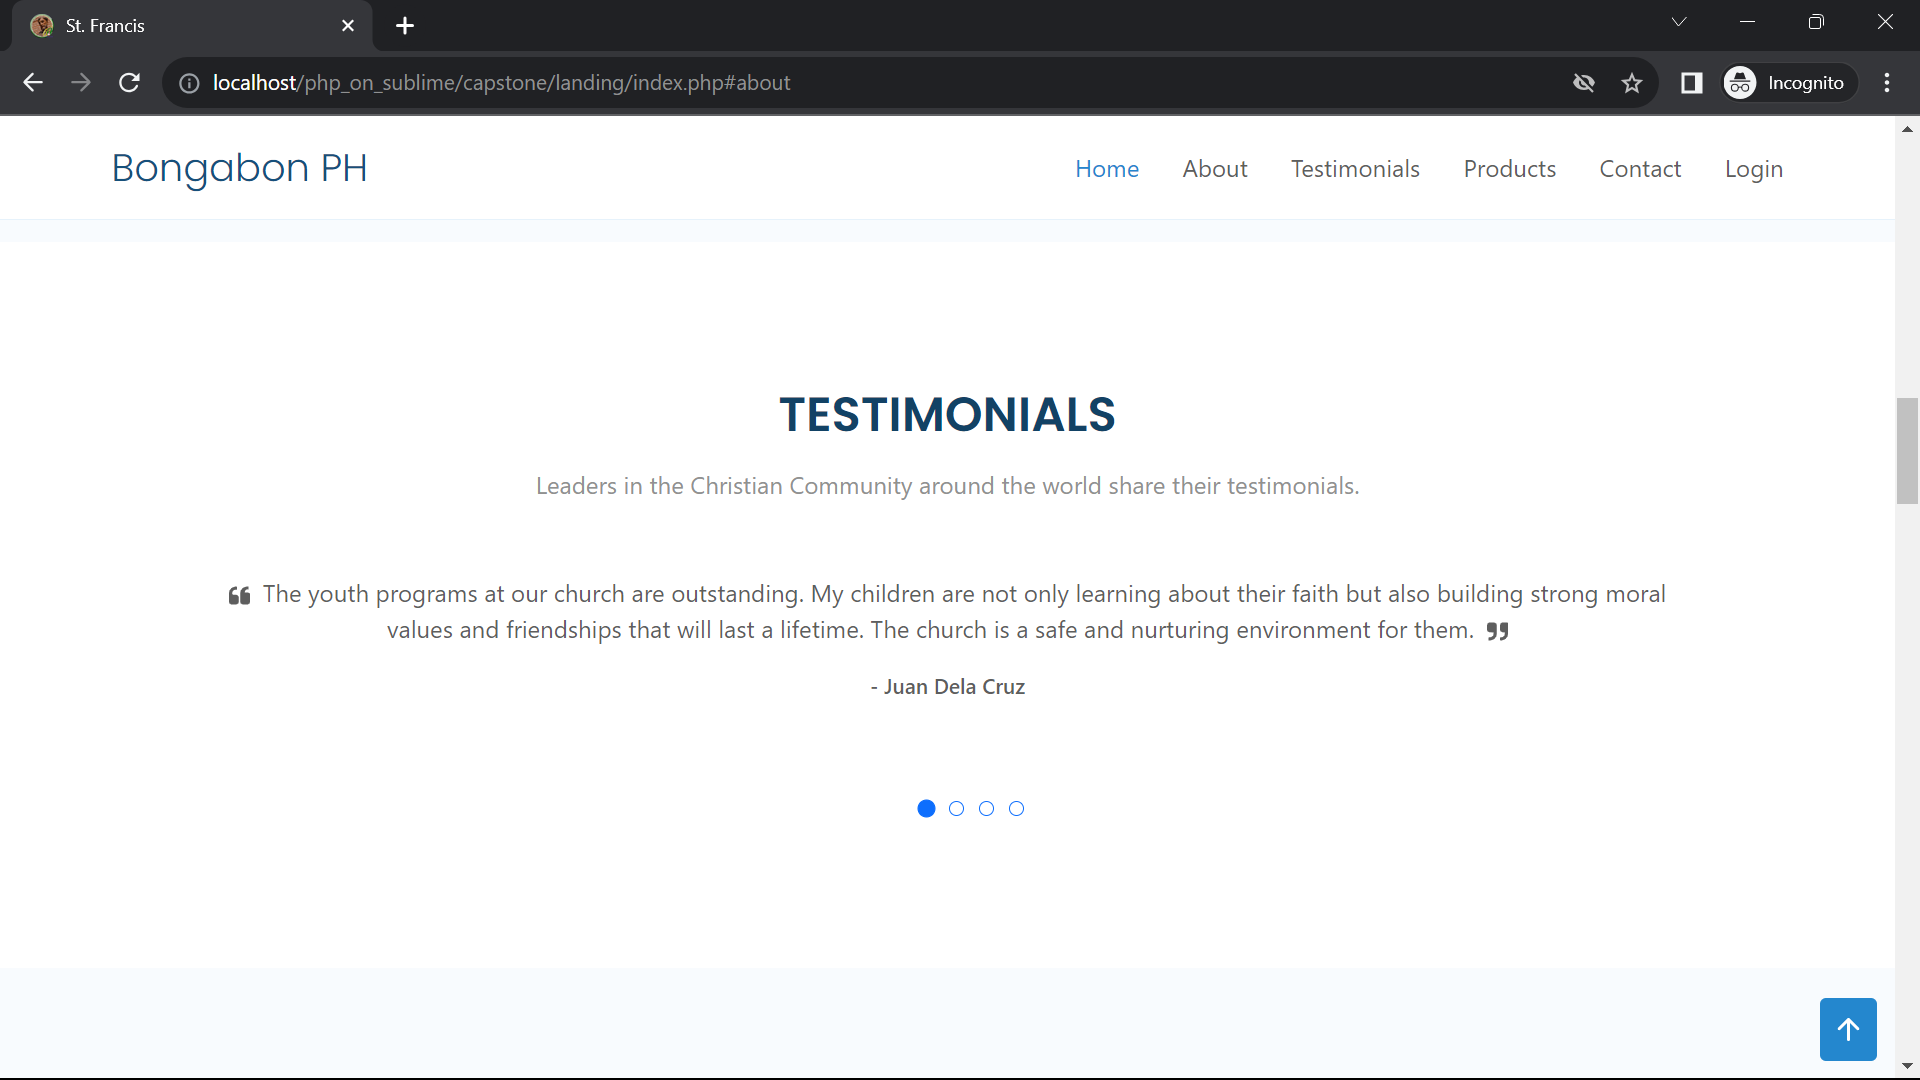 St. Francis
localhost/php_on_sublime/capstone/landing/index.php#about
Incognito
Bongabon PH
Home About Testimonials Products Contact Login
TESTIMONIALS
Leaders in the Christian Community around the world share their testimonials.
❝ The youth programs at our church are outstanding. My children are not only learning about their faith but also building strong moral
values and friendships that will last a lifetime. The church is a safe and nurturing environment for them. ❞
- Juan Dela Cruz